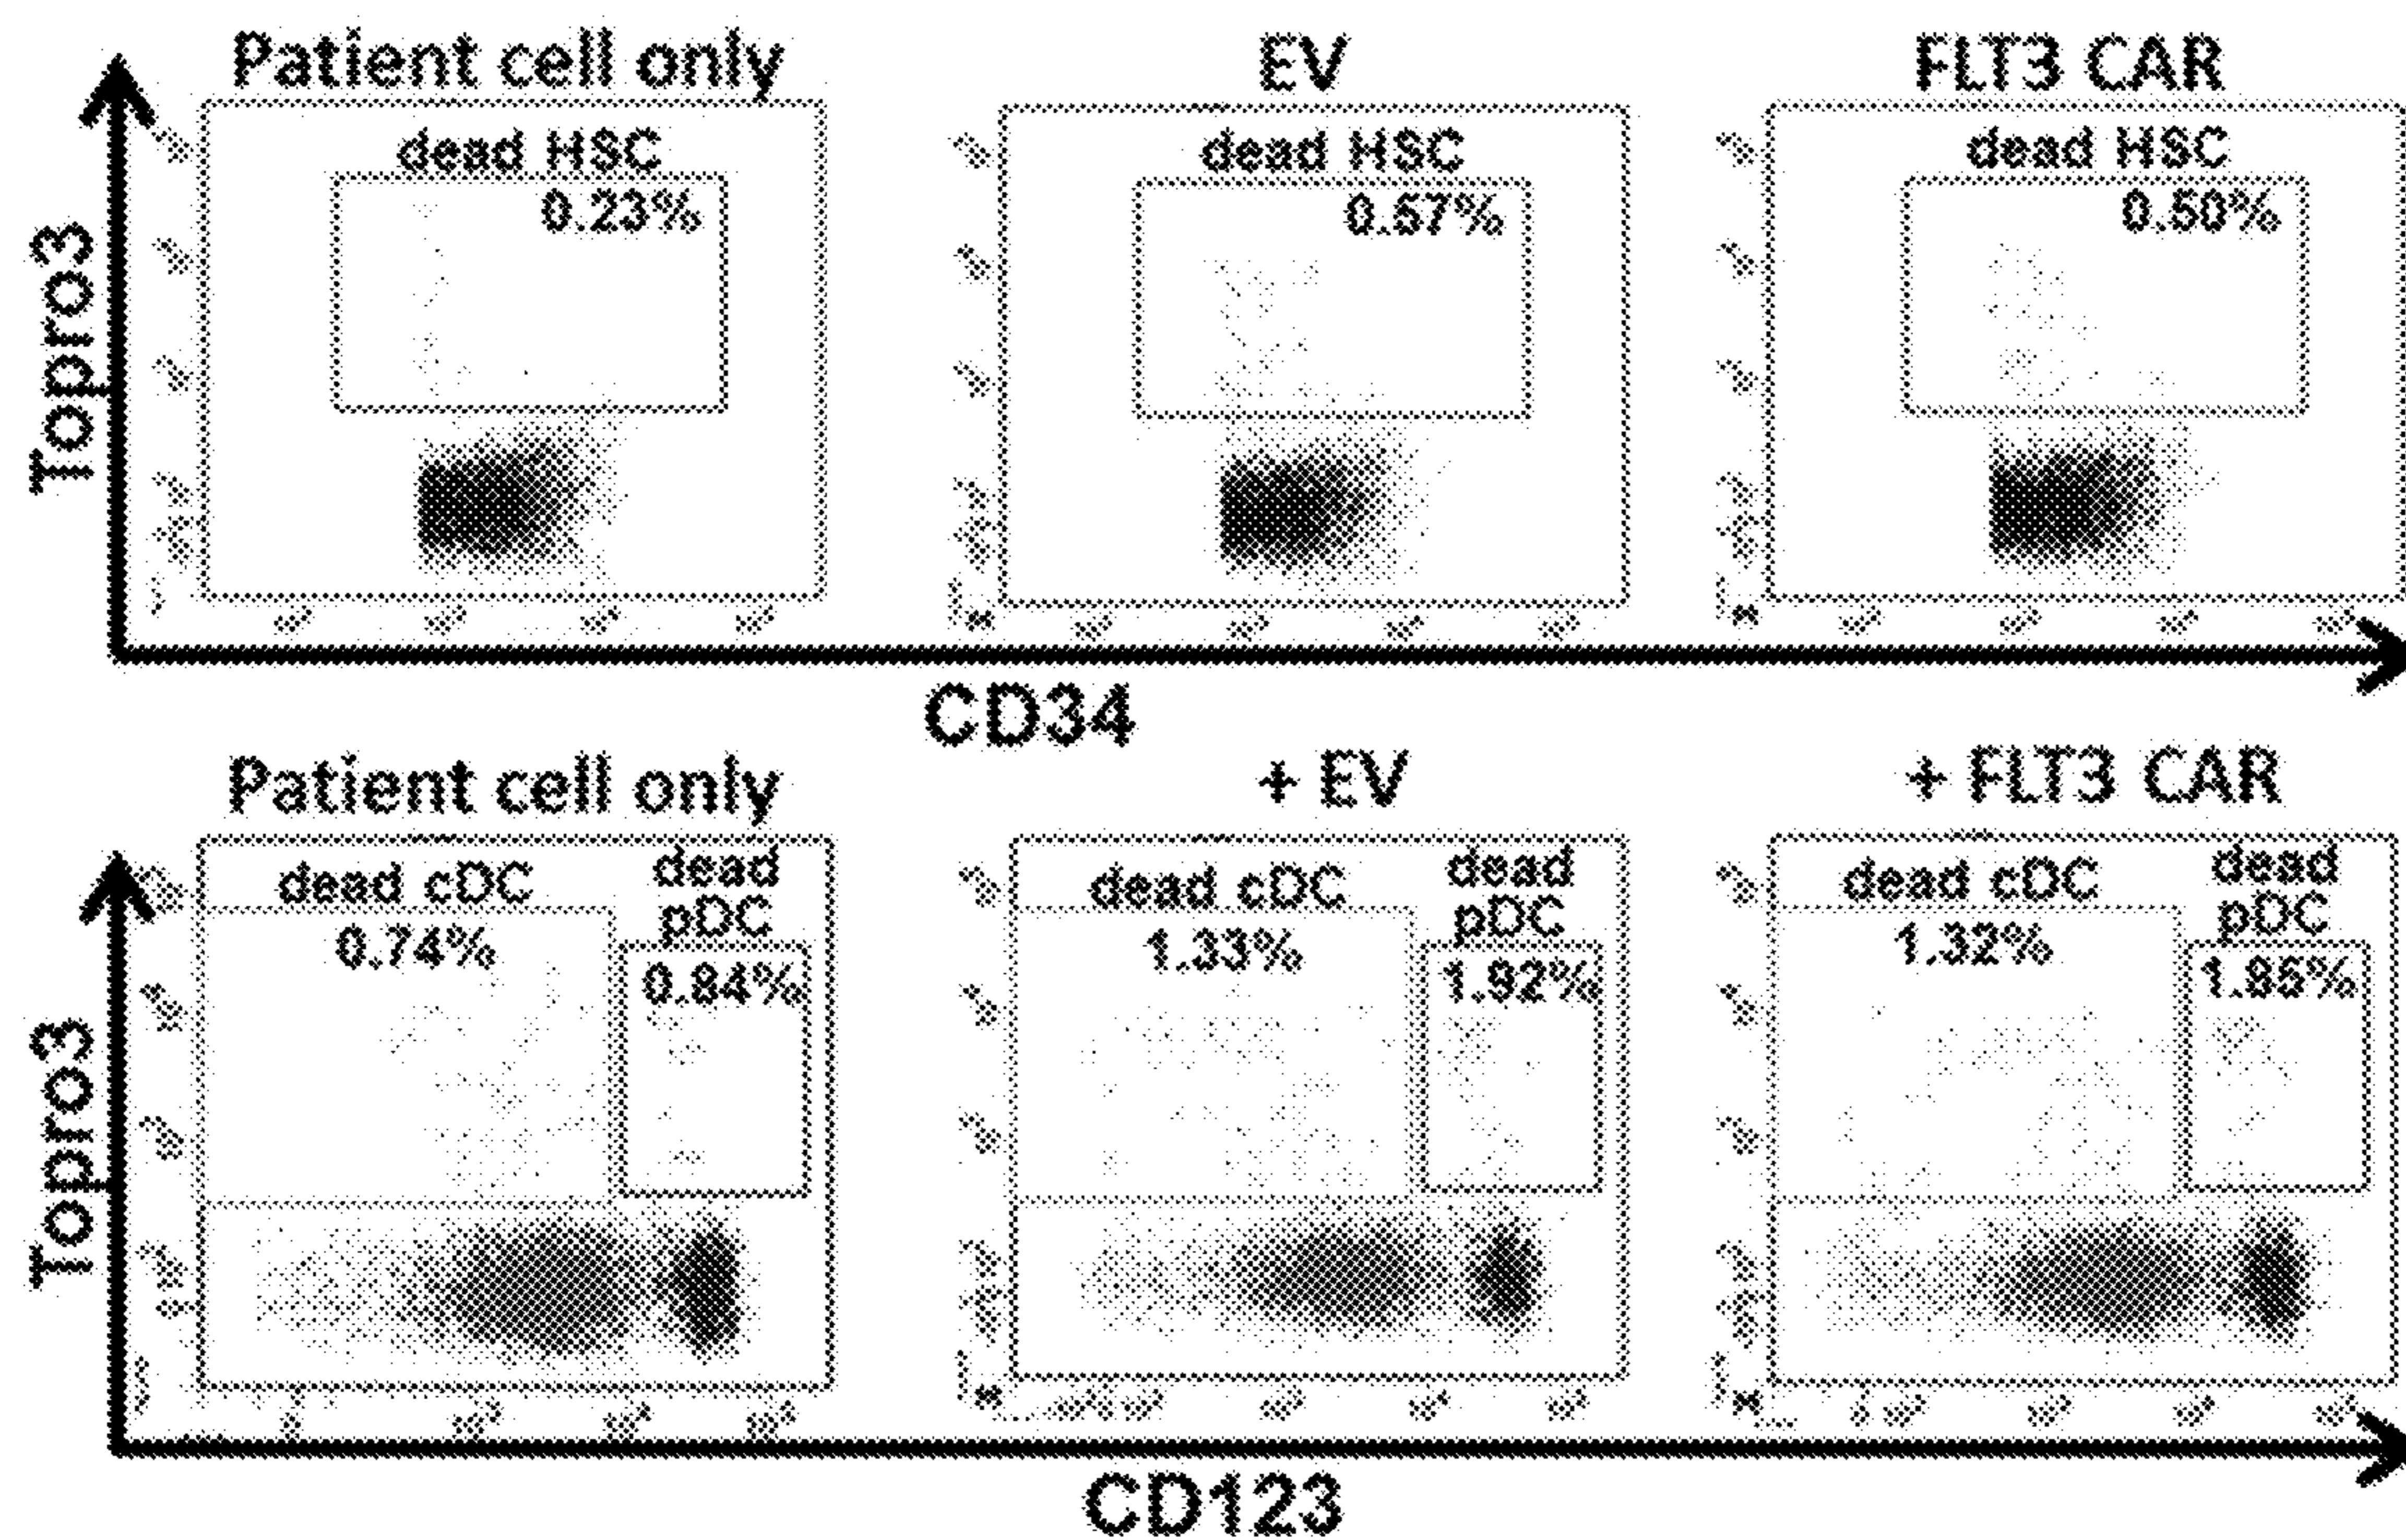 Patient cell only
EV
FLT3 CAR
dead HSC
0.23%
dead HSC
0.57%
dead HSC
0.50%
Topro3
CD34
Patient cell only
+ EV
+ FLT3 CAR
dead cDC
0.74%
dead
pDC
0.84%
dead cDC
1.33%
dead
pDC
1.92%
dead cDC
1.32%
dead
pDC
Topro3
CD123